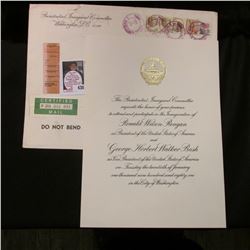 Presidential Inaugural Committee
Washington, D.C.
630
CERTIFIED
MAIL
DO NOT BEND
The Presidential Inaugural Committee
requests the honor of your presence
to attend and participate in the Inauguration of
Ronald Wilson Reagan
as President of the United States of America
and
George Herbert Walker Bush
as Vice President of the United States of America
on Tuesday the twentieth of January
one thousand nine hundred and eighty one
in the City of Washington